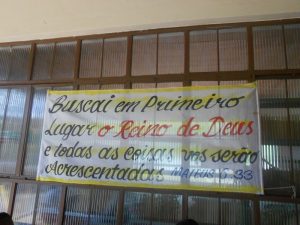 Buscai em Primeiro
Lugar o Reino de Deus
e todas as coisas vos serão
Acrescentadas MATEUS 6.33